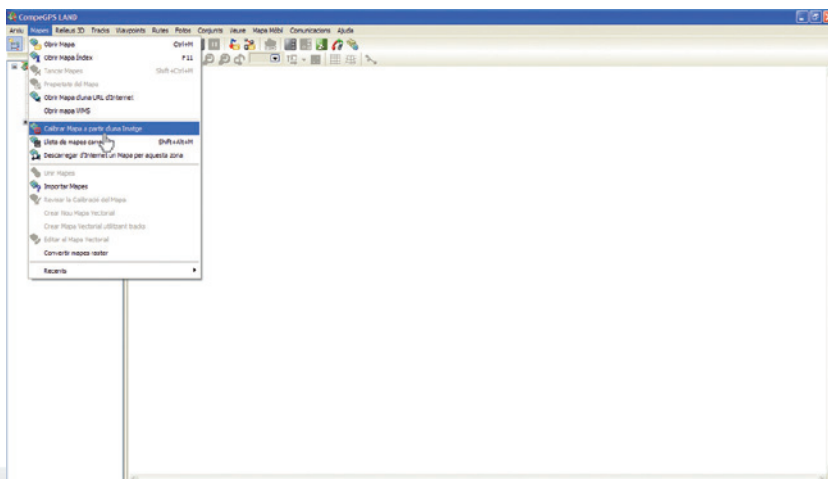 CompeGPS LAND
Arxiu Mapes Relleus 3D Tracks Waypoints Rutes Fotos Conjunts Veure Mapa Mòbil Comunicacions Ajuda
Obrir Mapa Ctrl+M
Obrir Mapa Índex F11
Tancar Mapes Shift+Ctrl+M
Propietats del Mapa
Obrir Mapa d'una URL d'Internet
Obrir mapa WMS
Calibrar Mapa a partir d'una Imatge
Llista de mapes Shift+Alt+M
Descarregar d'Internet un Mapa per aquesta zona
Unir Mapes
Importar Mapes
Revisar la Calibració del Mapa
Crear Nou Mapa Vectorial
Crear Mapa Vectorial utilitzant tracks
Editar el Mapa Vectorial
Convertir mapes raster
Recents